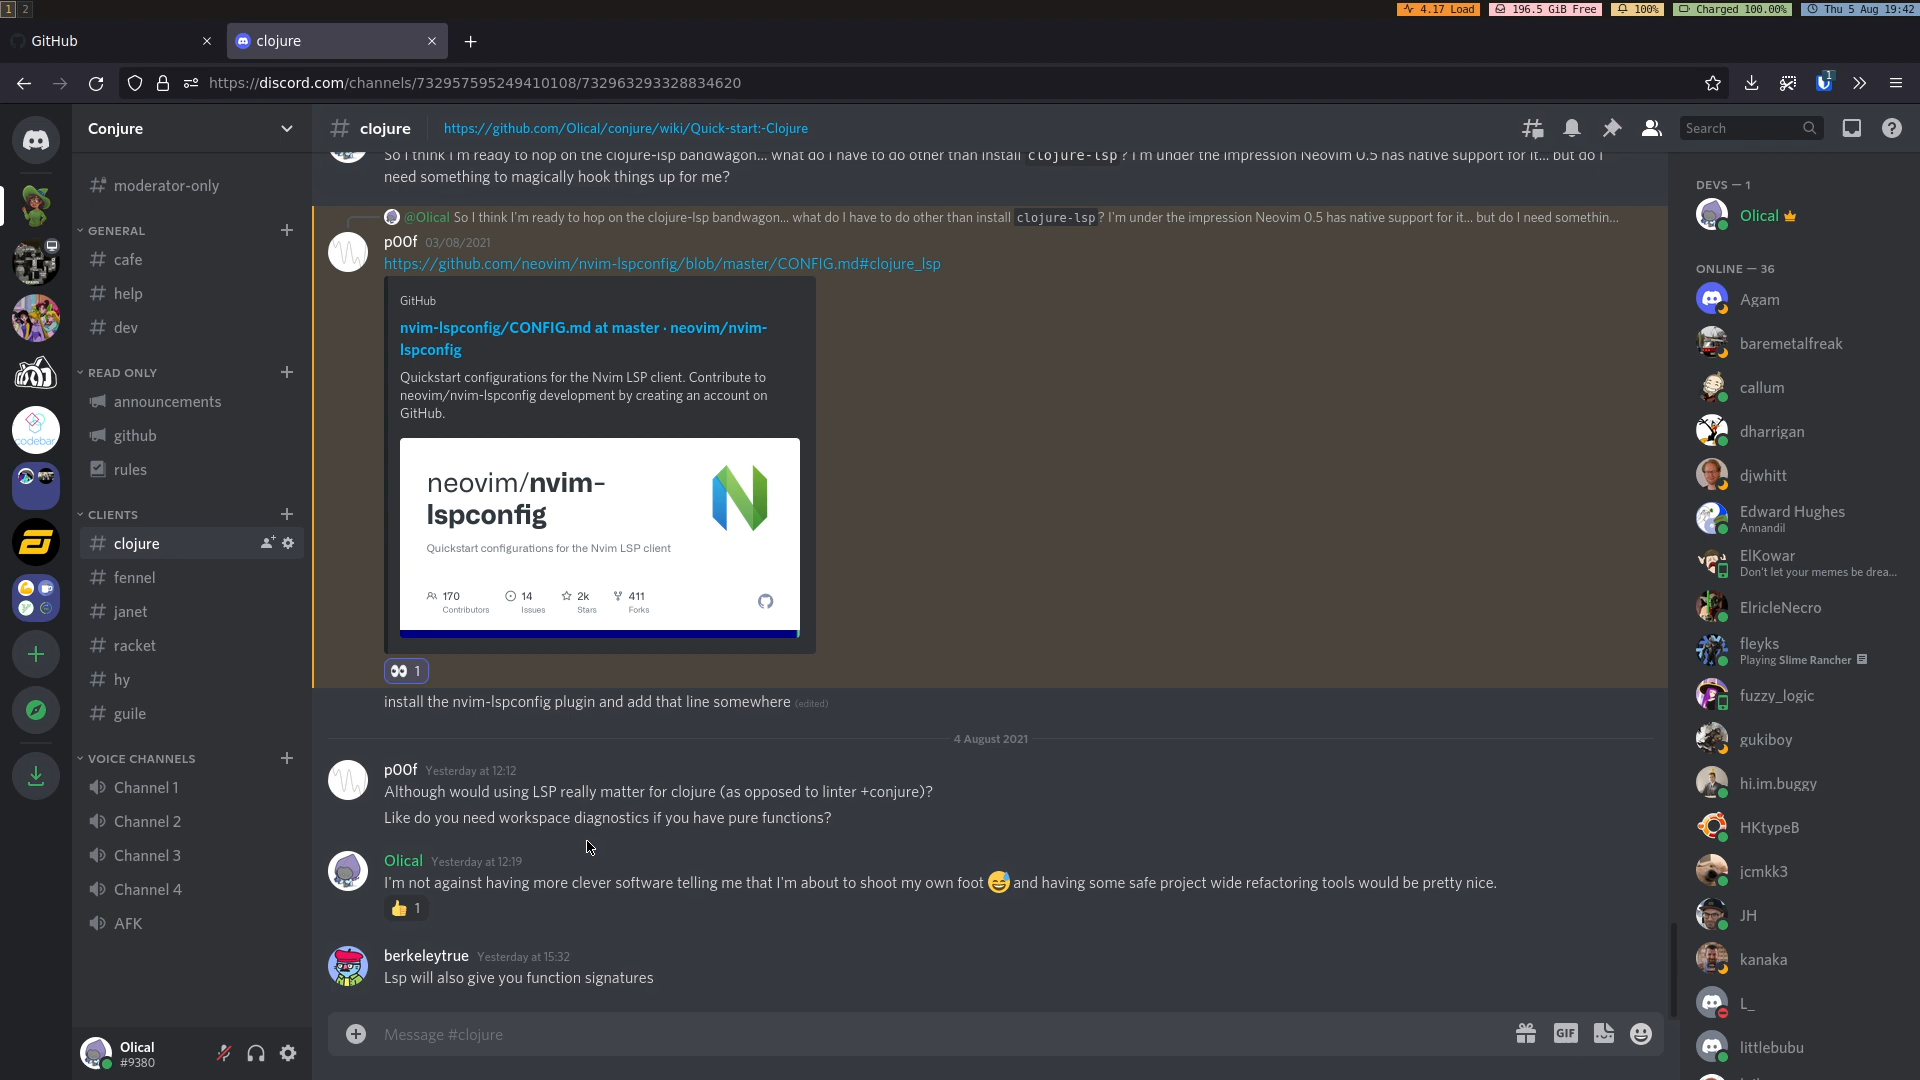 1 2
4.17 Load
196.5 GiB Free
100%
Charged 100.00%
Thu 5 Aug 19:42
GitHub
clojure
https://discord.com/channels/732957595249410108/732963293328834620
1
Conjure
moderator-only
GENERAL
cafe
help
dev
READ ONLY
announcements
github
rules
codebar
CLIENTS
clojure
fennel
janet
racket
hy
guile
VOICE CHANNELS
Channel 1
Channel 2
Channel 3
Channel 4
AFK
Olical
#9380
clojure
https://github.com/Olical/conjure/wiki/Quick-start:-Clojure
Search
So I think I'm ready to hop on the clojure-lsp bandwagon... what do I have to do other than install clojure-lsp ? I'm under the impression Neovim 0.5 has native support for it... but do I
need something to magically hook things up for me?
@Olical So I think I'm ready to hop on the clojure-lsp bandwagon... what do I have to do other than install clojure-lsp? I'm under the impression Neovim 0.5 has native support for it... but do I need somethin...
p00f 03/08/2021
https://github.com/neovim/nvim-lspconfig/blob/master/CONFIG.md#clojure_lsp
GitHub
nvim-lspconfig/CONFIG.md at master · neovim/nvim-
lspconfig
Quickstart configurations for the Nvim LSP client. Contribute to
neovim/nvim-lspconfig development by creating an account on
GitHub.
neovim/nvim-
lspconfig
Quickstart configurations for the Nvim LSP client
170 14 2k 411
Contributors Issues Stars Forks
👀 1
install the nvim-lspconfig plugin and add that line somewhere (edited)
4 August 2021
p00f Yesterday at 12:12
Although would using LSP really matter for clojure (as opposed to linter +conjure)?
Like do you need workspace diagnostics if you have pure functions?
Olical Yesterday at 12:19
I'm not against having more clever software telling me that I'm about to shoot my own foot 😅 and having some safe project wide refactoring tools would be pretty nice.
👍 1
berkeleytrue Yesterday at 15:32
Lsp will also give you function signatures
Message #clojure
GIF
DEVS — 1
Olical
ONLINE — 36
Agam
baremetalfreak
callum
dharrigan
djwhitt
Edward Hughes
Annandil
ElKowar
Don't let your memes be drea...
ElricleNecro
fleyks
Playing Slime Rancher
fuzzy_logic
gukiboy
hi.im.buggy
HKtypeB
jcmkk3
JH
kanaka
L_
littlebubu